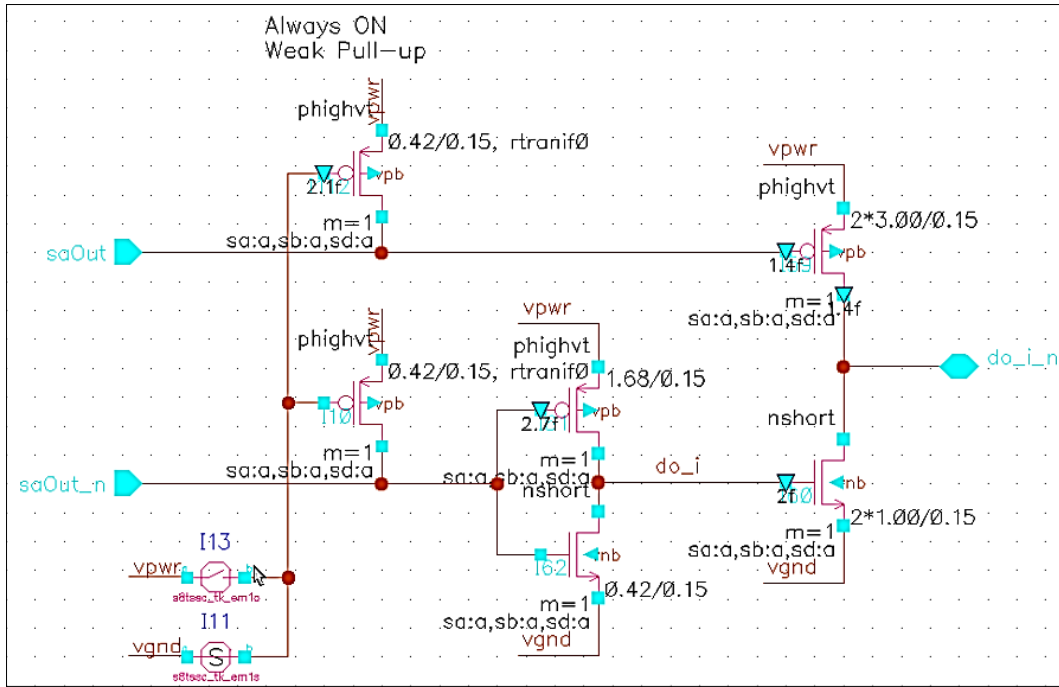 Always ON
Weak Pull-up
vpwr
phighvt
0.42/0.15, rtranif0
vpb
2.1f
m=1
sa:a,sb:a,sd:a
saOut
vpwr
phighvt
2*3.00/0.15
vpb
1.4f
m=1
1.4f
sa:a,sb:a,sd:a
do_i_n
vpwr
phighvt
0.42/0.15, rtranif0
vpb
I10
m=1
sa:a,sb:a,sd:a
saOut_n
vpwr
phighvt
1.68/0.15
vpb
2.7f
m=1
sa:a,sb:a,sd:a
do_i
nshort
nb
I62
0.42/0.15
m=1
sa:a,sb:a,sd:a
vgnd
nshort
nb
2f
2*1.00/0.15
m=1
sa:a,sb:a,sd:a
vgnd
I13
vpwr
I11
vgnd
S